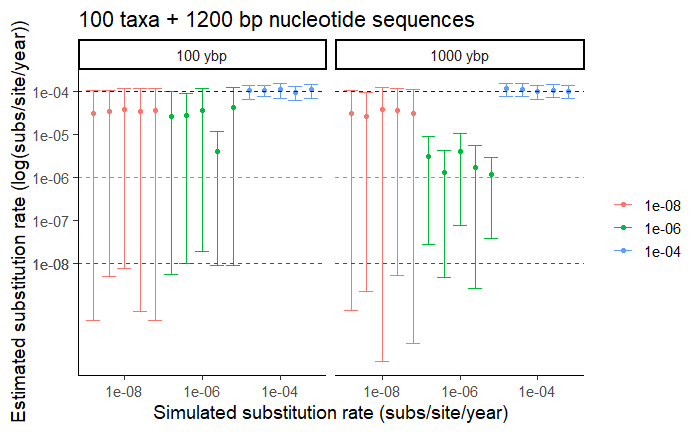 100 taxa + 1200 bp nucleotide sequences
100 ybp
1000 ybp
Estimated substitution rate (log(subs/site/year))
1e-04
1e-05
1e-06
1e-07
1e-08
1e-08
1e-06
1e-04
1e-08
1e-06
1e-04
Simulated substitution rate (subs/site/year)
1e-08
1e-06
1e-04